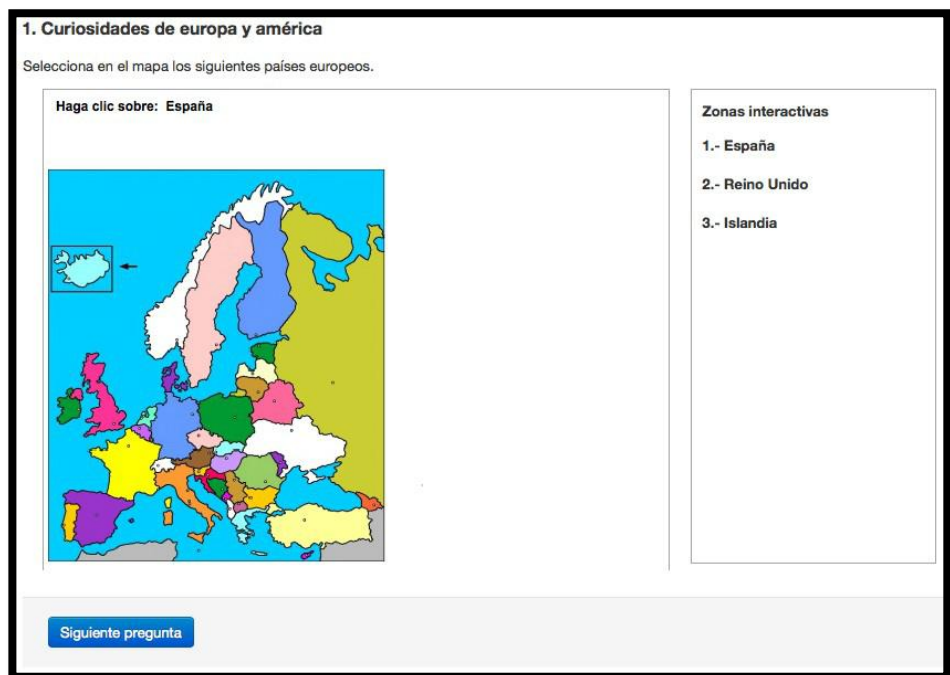 1. Curiosidades de europa y américa
Selecciona en el mapa los siguientes países europeos.
Haga clic sobre: España
Zonas interactivas
1.- España
2.- Reino Unido
3.- Islandia
Siguiente pregunta